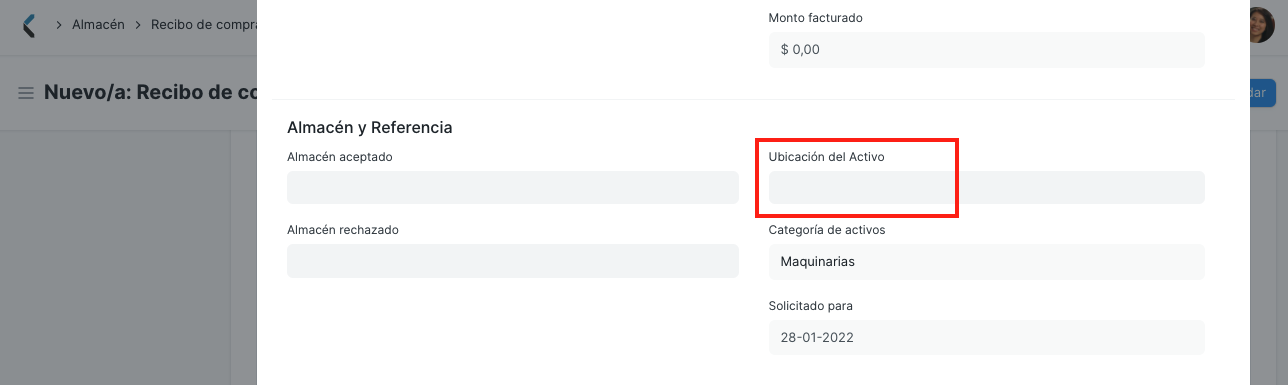 Almacén
Recibo de compra
Nuevo/a: Recibo de co
dar
Monto facturado
$ 0,00
Almacén y Referencia
Almacén aceptado
Ubicación del Activo
Almacén rechazado
Categoría de activos
Maquinarias
Solicitado para
28-01-2022